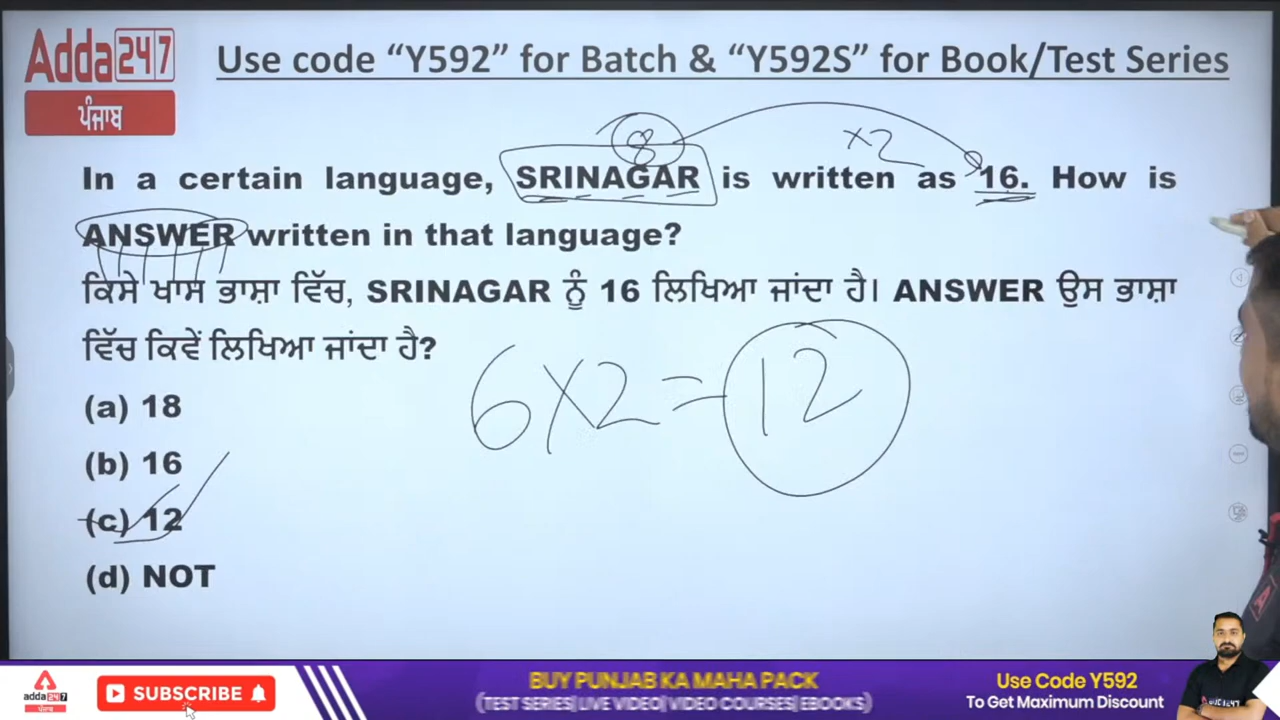 Adda247
ਪੰਜਾਬ
Use code “Y592” for Batch & “Y592S” for Book/Test Series
8
×2
In a certain language, SRINAGAR is written as 16. How is
ANSWER written in that language?
ਕਿਸੇ ਖਾਸ ਭਾਸ਼ਾ ਵਿੱਚ, SRINAGAR ਨੂੰ 16 ਲਿਖਿਆ ਜਾਂਦਾ ਹੈ। ANSWER ਉਸ ਭਾਸ਼ਾ
ਵਿੱਚ ਕਿਵੇਂ ਲਿਖਿਆ ਜਾਂਦਾ ਹੈ?
6×2=12
(a) 18
(b) 16
(c) 12
(d) NOT
adda247
ਪੰਜਾਬ
SUBSCRIBE
BUY PUNJAB KA MAHA PACK
(TEST SERIES|LIVE VIDEO|VIDEO COURSES|EBOOKS)
Use Code Y592
To Get Maximum Discount